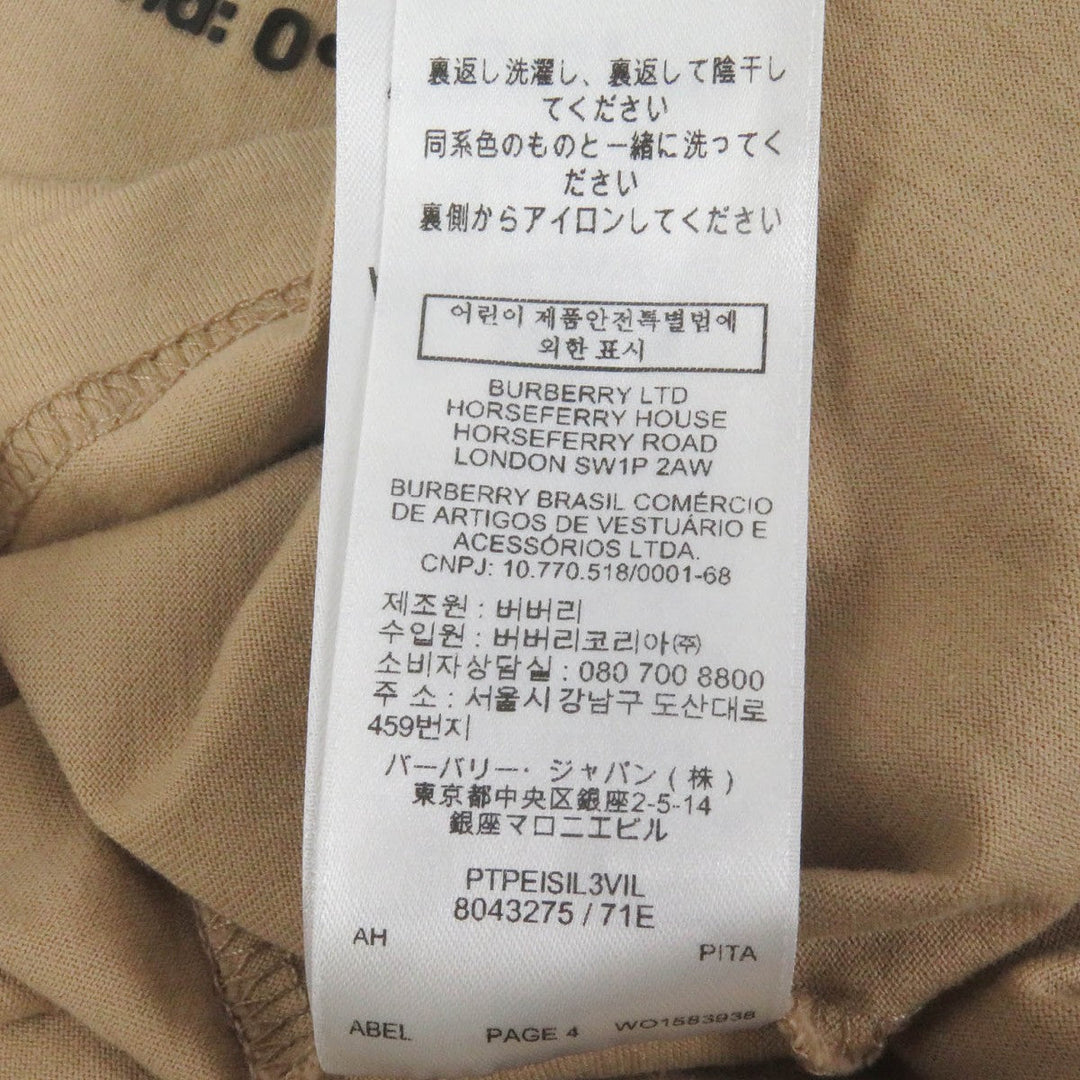 裏返し洗濯し、裏返して陰干し
てください
同系色のものと一緒に洗ってく
ださい
裏側からアイロンしてください
어린이 제품안전특별법에
의한 표시
BURBERRY LTD
HORSEFERRY HOUSE
HORSEFERRY ROAD
LONDON SW1P 2AW
BURBERRY BRASIL COMÉRCIO
DE ARTIGOS DE VESTUÁRIO E
ACESSÓRIOS LTDA.
CNPJ: 10.770.518/0001-68
제조원 : 버버리
수입원 : 버버리코리아㈜
소비자상담실 : 080 700 8800
주 소 : 서울시 강남구 도산대로
459번지
バーバリー・ジャパン(株)
東京都中央区銀座2-5-14
銀座マロニエビル
PTPEISIL3VIL
8043275 / 71E
AH PITA
ABEL PAGE 4 WO1583938